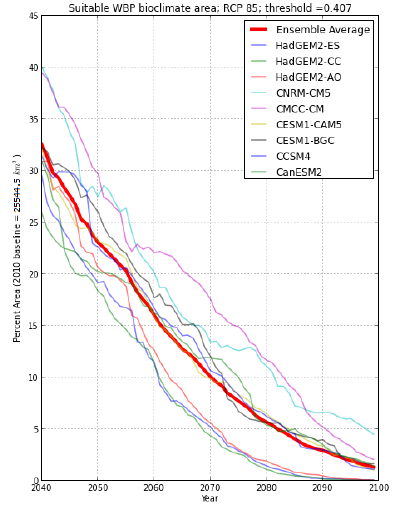 Suitable WBP bioclimate area; RCP 85; threshold =0.407
Ensemble Average
HadGEM2-ES
HadGEM2-CC
HadGEM2-AO
CNRM-CM5
CMCC-CM
CESM1-CAM5
CESM1-BGC
CCSM4
CanESM2
Percent Area (2010 baseline = 25544.5 km²)
45
40
35
30
25
20
15
10
5
0
2040 2050 2060 2070 2080 2090 2100
Year